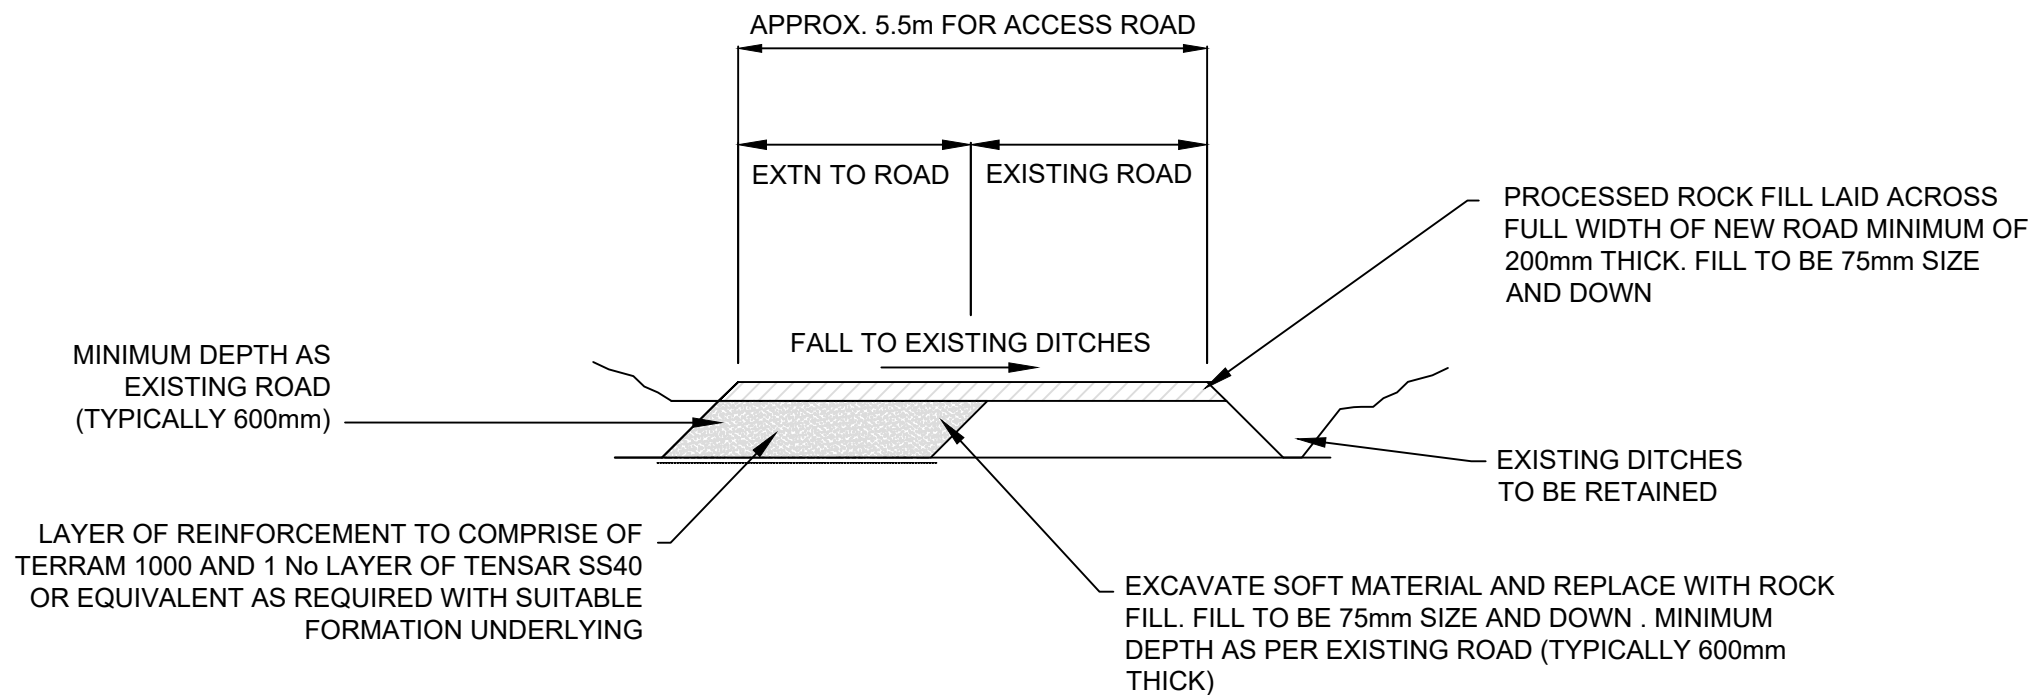 APPROX. 5.5m FOR ACCESS ROAD
EXTN TO ROAD
EXISTING ROAD
PROCESSED ROCK FILL LAID ACROSS
FULL WIDTH OF NEW ROAD MINIMUM OF
200mm THICK. FILL TO BE 75mm SIZE
AND DOWN
FALL TO EXISTING DITCHES
MINIMUM DEPTH AS
EXISTING ROAD
(TYPICALLY 600mm)
EXISTING DITCHES
TO BE RETAINED
LAYER OF REINFORCEMENT TO COMPRISE OF
TERRAM 1000 AND 1 No LAYER OF TENSAR SS40
OR EQUIVALENT AS REQUIRED WITH SUITABLE
FORMATION UNDERLYING
EXCAVATE SOFT MATERIAL AND REPLACE WITH ROCK
FILL. FILL TO BE 75mm SIZE AND DOWN . MINIMUM
DEPTH AS PER EXISTING ROAD (TYPICALLY 600mm
THICK)